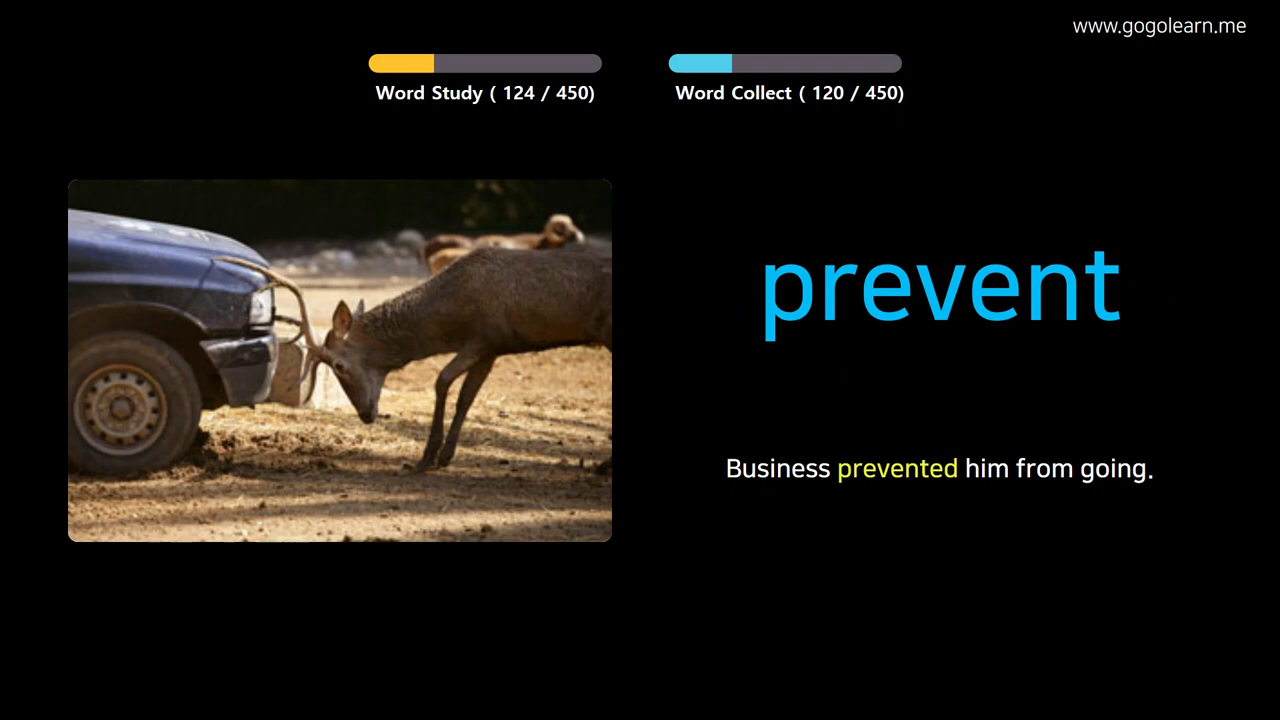 www.gogolearn.me
Word Study ( 124 / 450)
Word Collect ( 120 / 450)
prevent
Business prevented him from going.